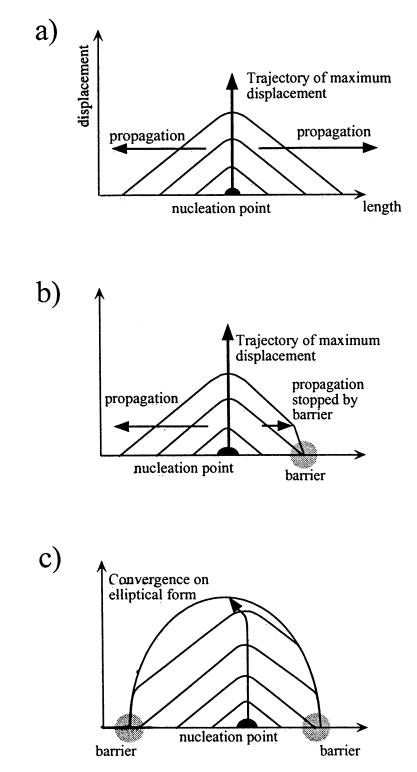 a)
displacement
Trajectory of maximum
displacement
propagation
propagation
nucleation point
length
b)
Trajectory of maximum
displacement
propagation
propagation
stopped by
barrier
nucleation point
barrier
c)
Convergence on
elliptical form
nucleation point
barrier
barrier